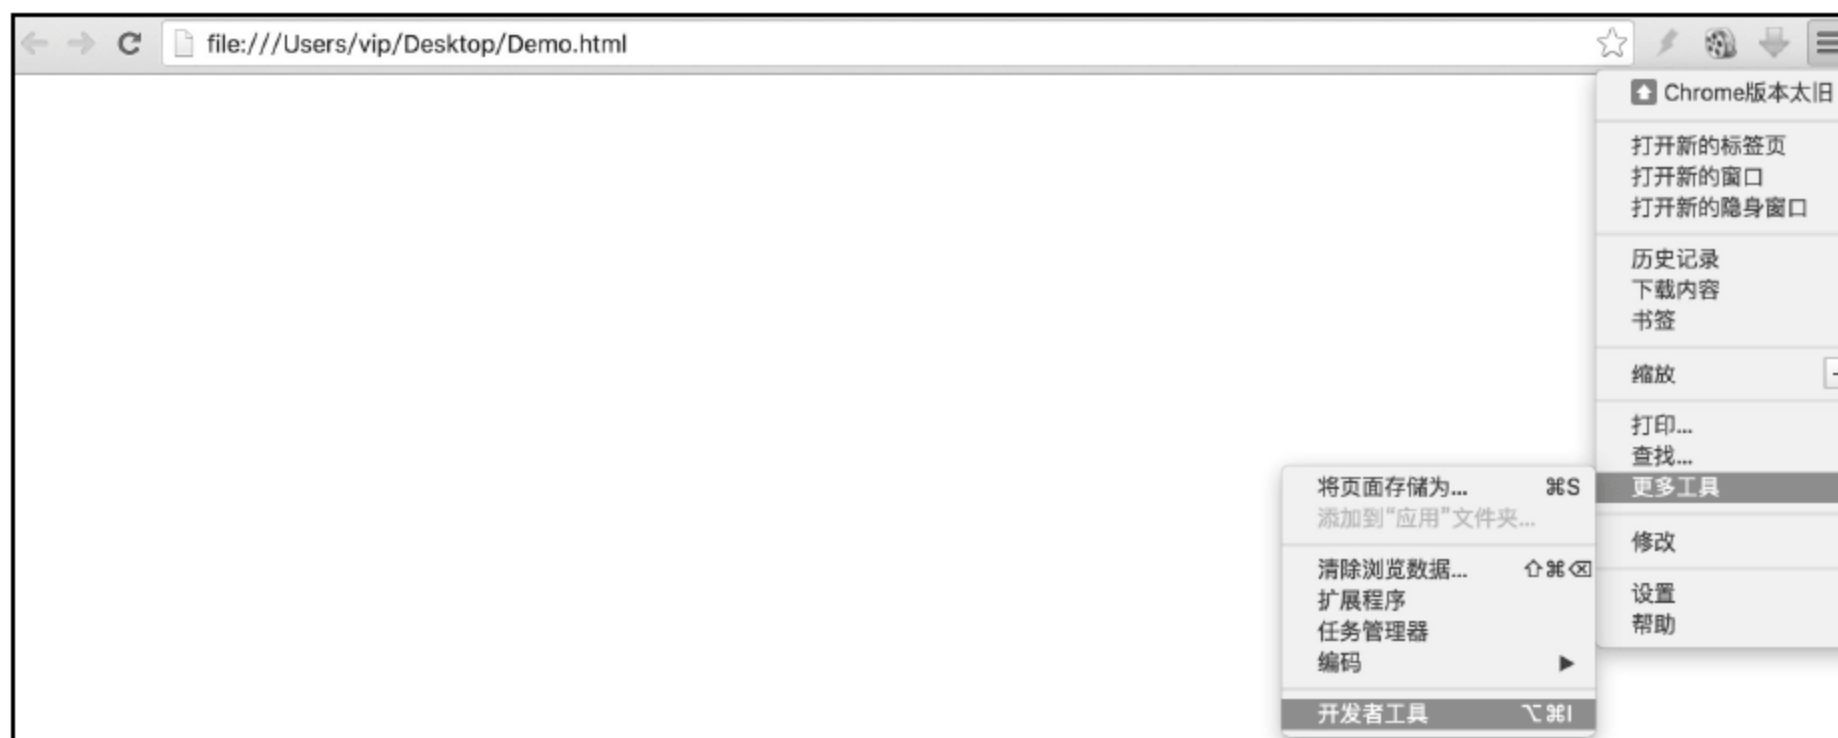 file:///Users/vip/Desktop/Demo.html
Chrome版本太旧
打开新的标签页
打开新的窗口
打开新的隐身窗口
历史记录
下载内容
书签
缩放
打印...
查找...
更多工具
修改
设置
帮助
将页面存储为... ⌘S
添加到“应用”文件夹...
清除浏览数据... ⇧⌘⌫
扩展程序
任务管理器
编码
开发者工具 ⌥⌘I